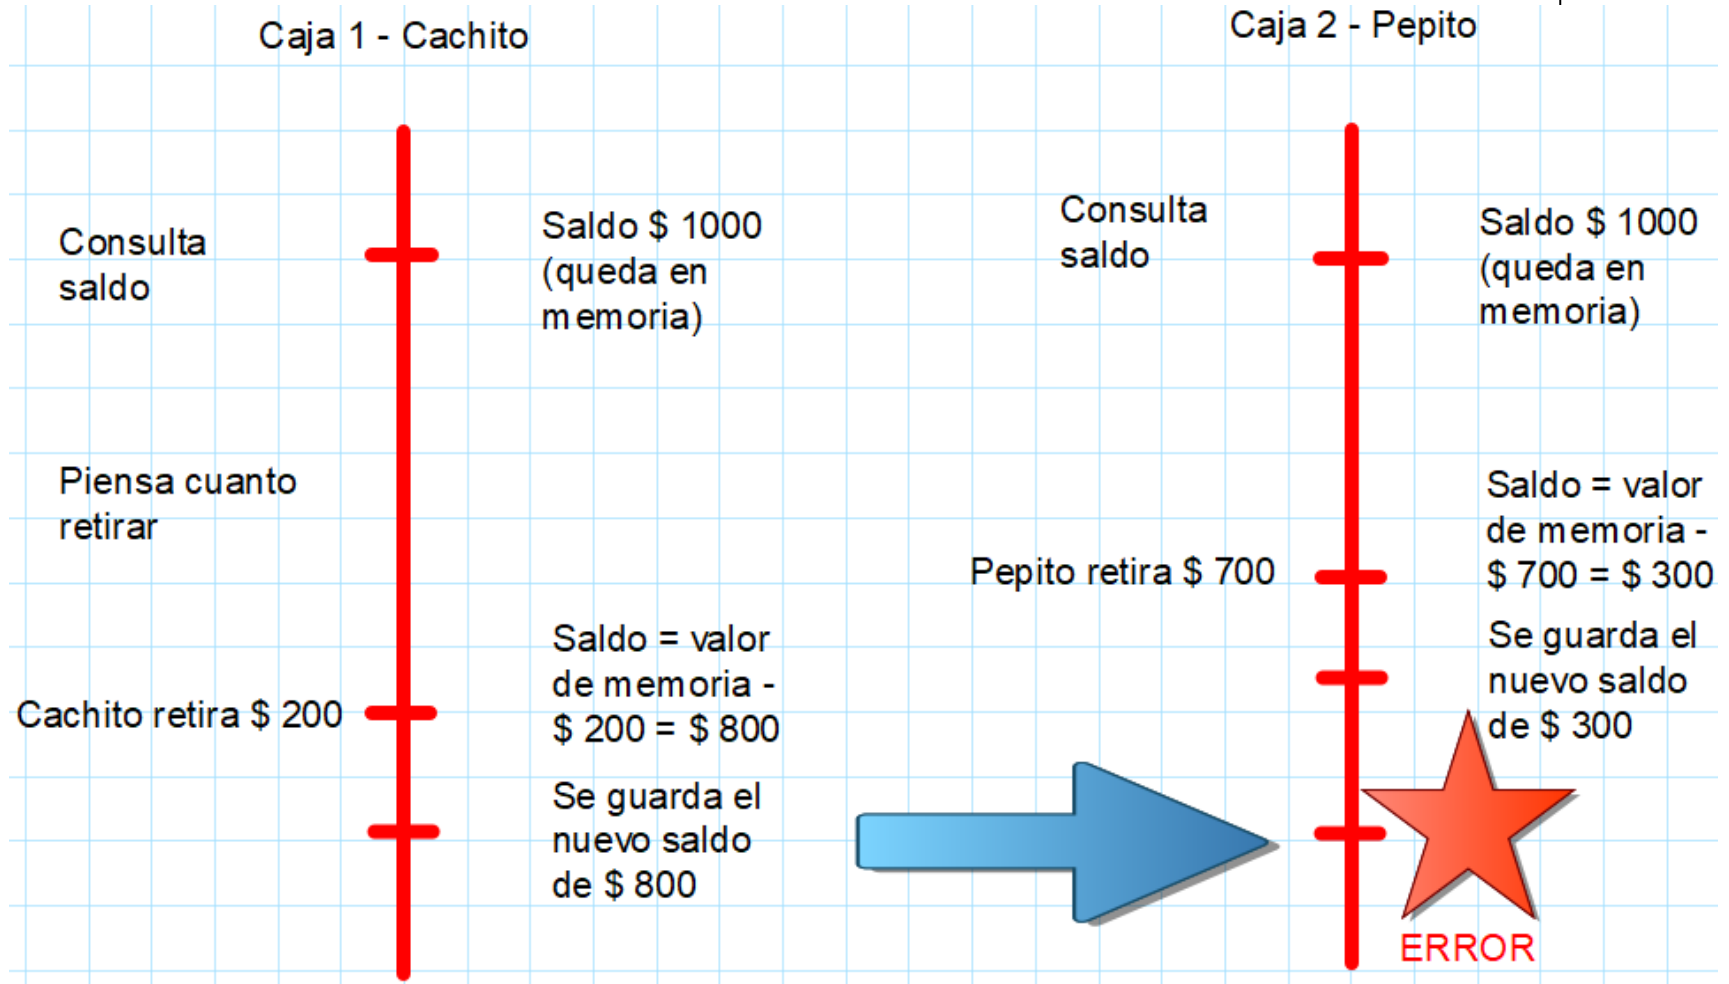 Caja 1 - Cachito
Consulta
saldo
Saldo $ 1000
(queda en
memoria)
Piensa cuanto
retirar
Cachito retira $ 200
Saldo = valor
de memoria -
$ 200 = $ 800
Se guarda el
nuevo saldo
de $ 800
Caja 2 - Pepito
Consulta
saldo
Saldo $ 1000
(queda en
memoria)
Pepito retira $ 700
Saldo = valor
de memoria -
$ 700 = $ 300
Se guarda el
nuevo saldo
de $ 300
ERROR